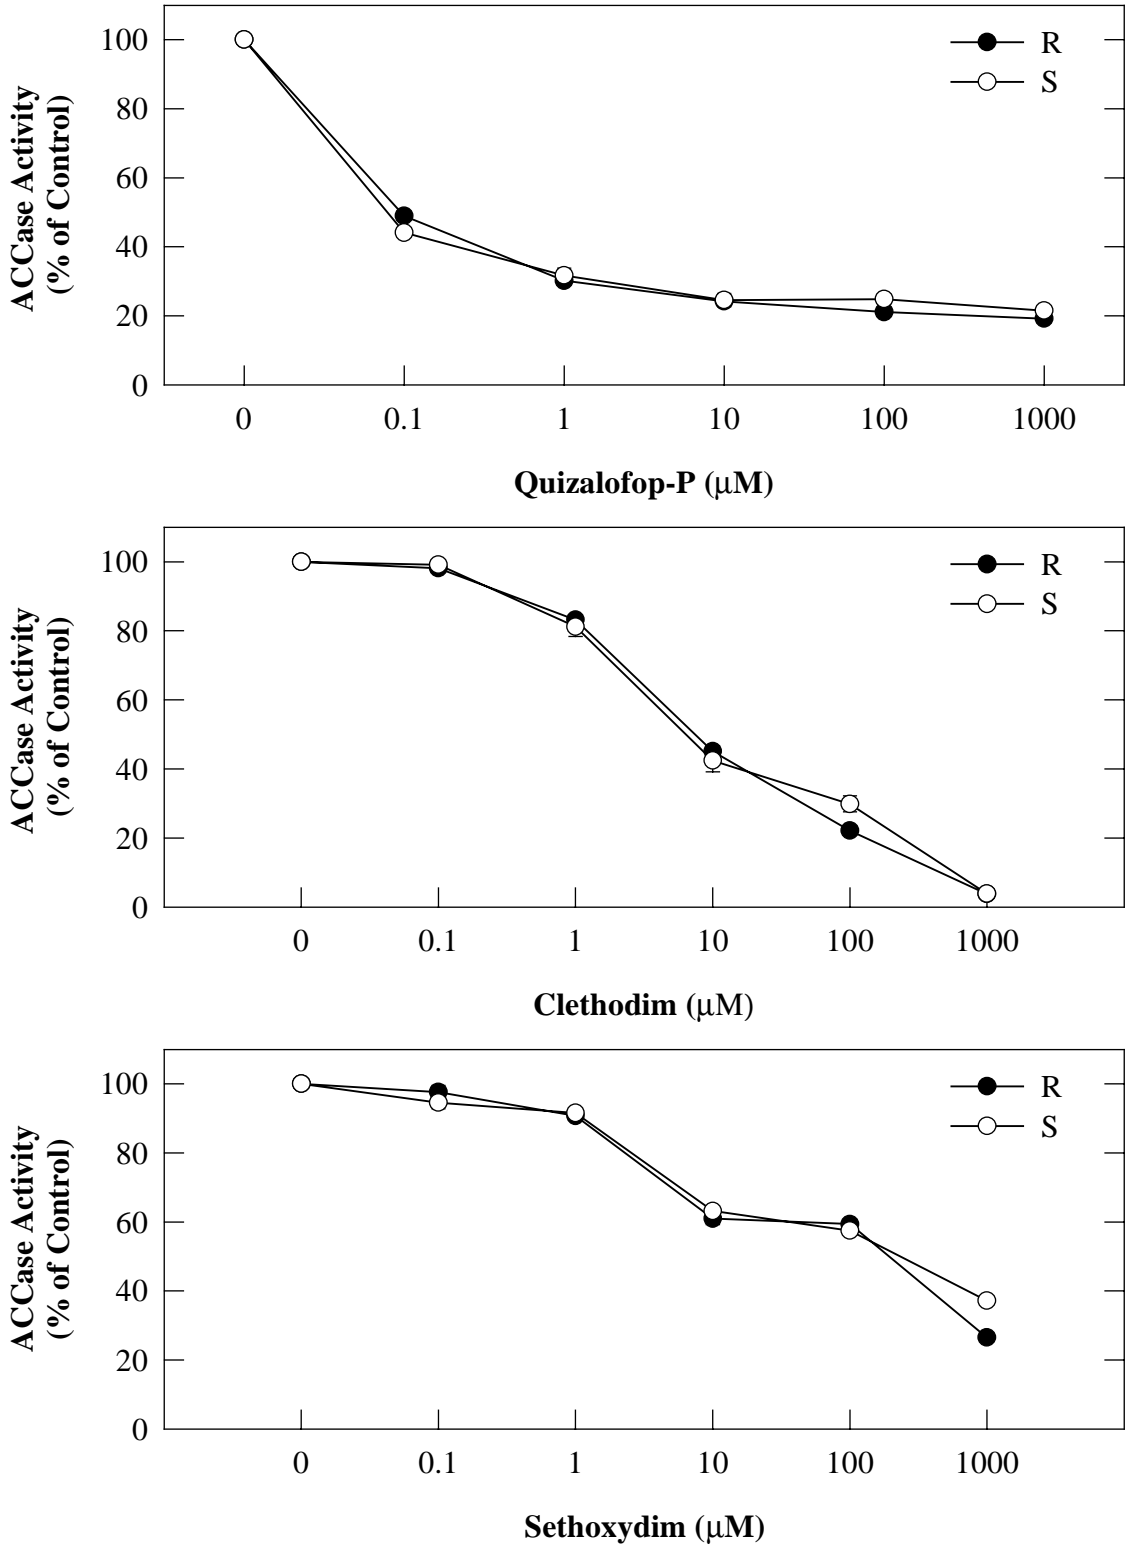 ACCase Activity
(% of Control)
100
80
60
40
20
0
R
S
0 0.1 1 10 100 1000
Quizalofop-P (μM)
ACCase Activity
(% of Control)
100
80
60
40
20
0
R
S
0 0.1 1 10 100 1000
Clethodim (μM)
ACCase Activity
(% of Control)
100
80
60
40
20
0
R
S
0 0.1 1 10 100 1000
Sethoxydim (μM)